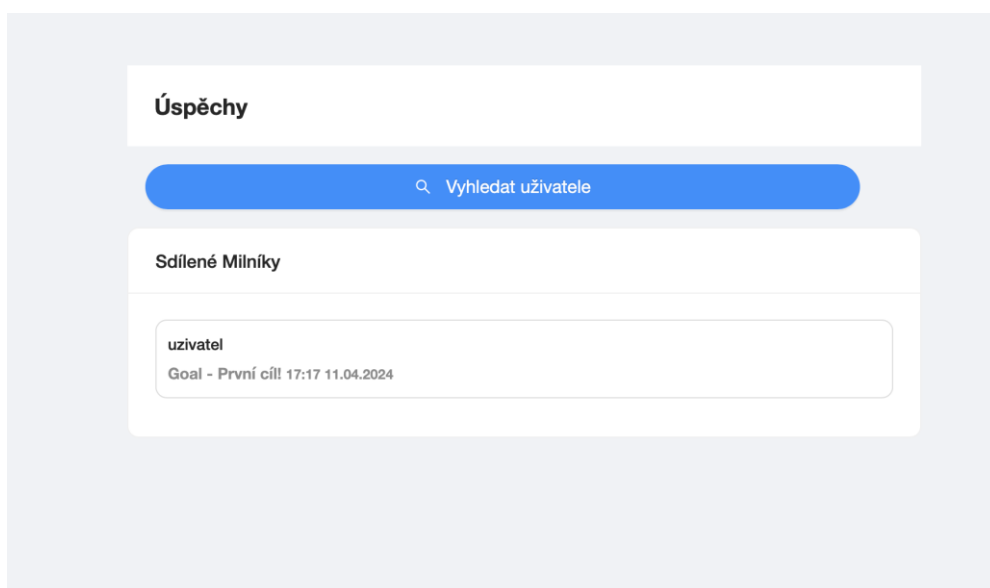 Úspěchy
Vyhledat uživatele
Sdílené Milníky
uzivatel
Goal - První cíl! 17:17 11.04.2024